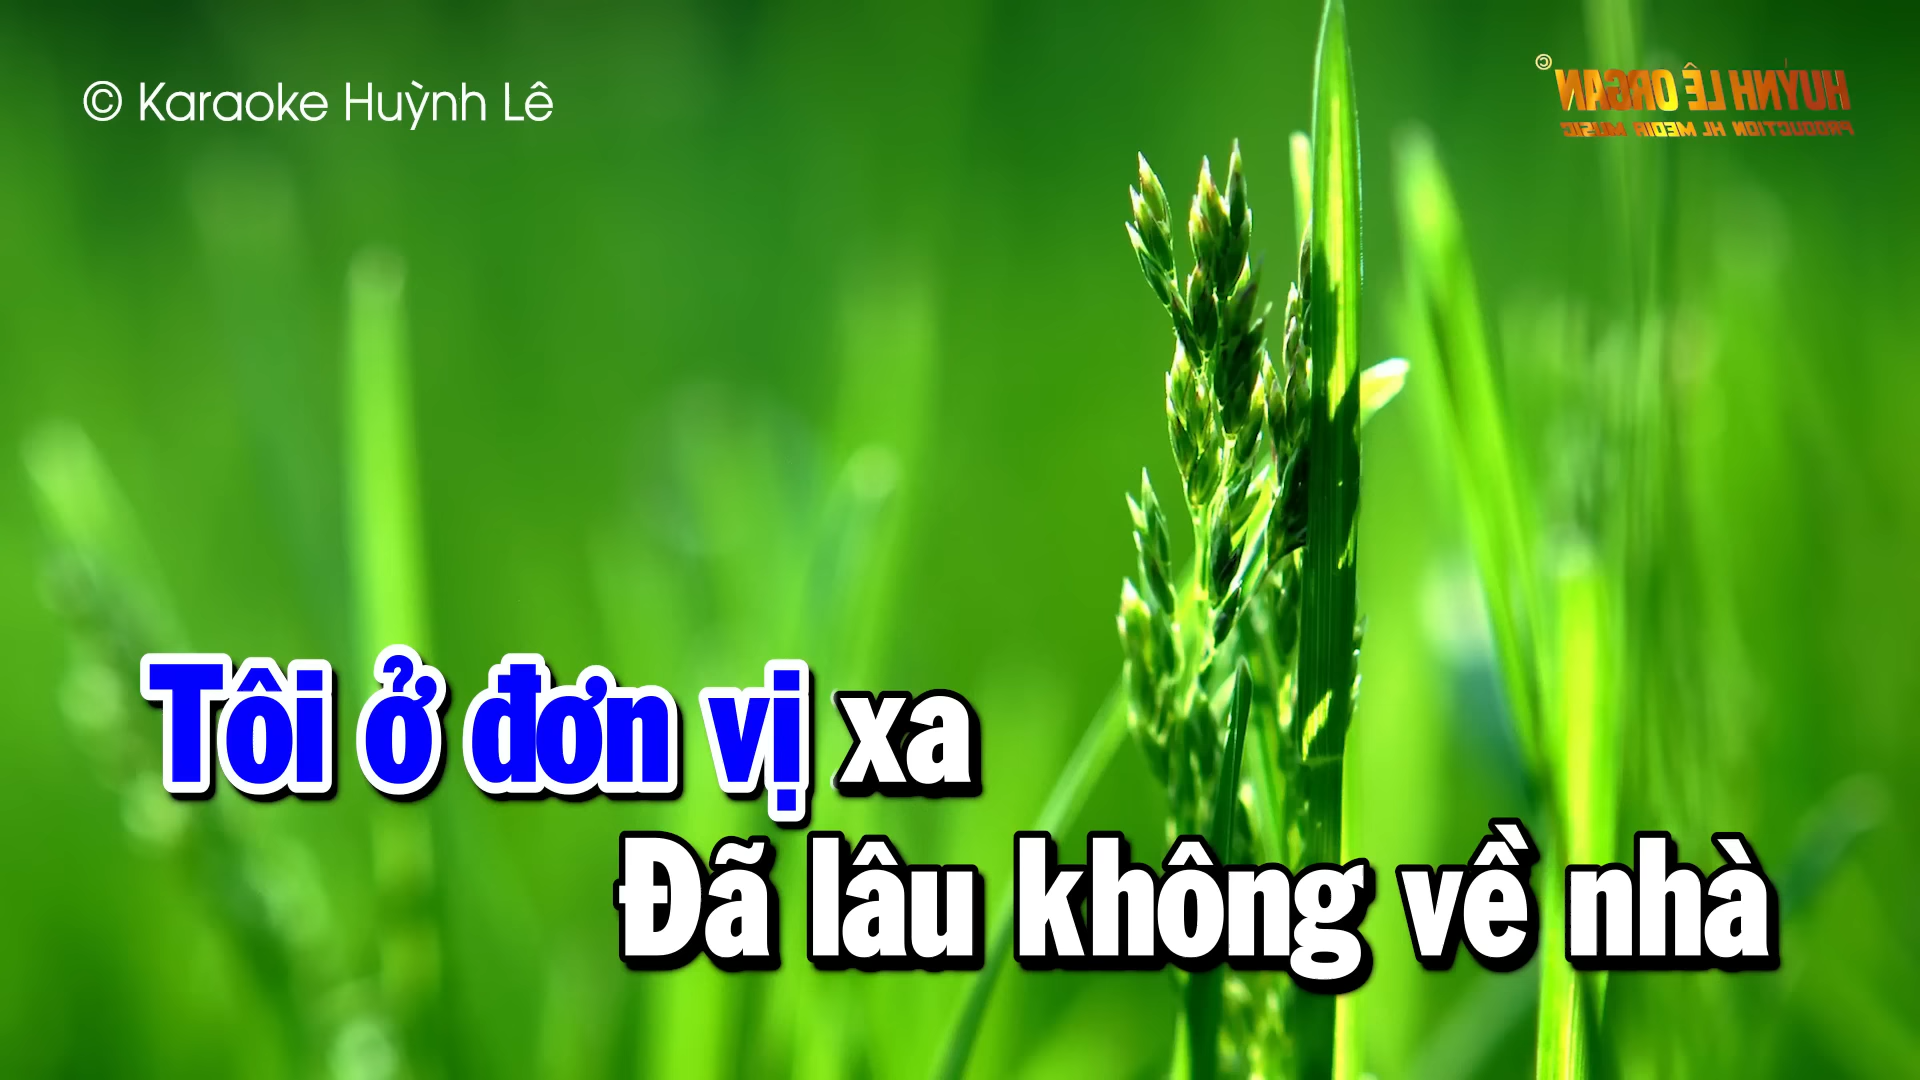 © Karaoke Huỳnh Lê
HUỲNH LÊ ORGAN ©
PRODUCTION HL MEDIA MUSIC
Tôi ở đơn vị xa
Đã lâu không về nhà